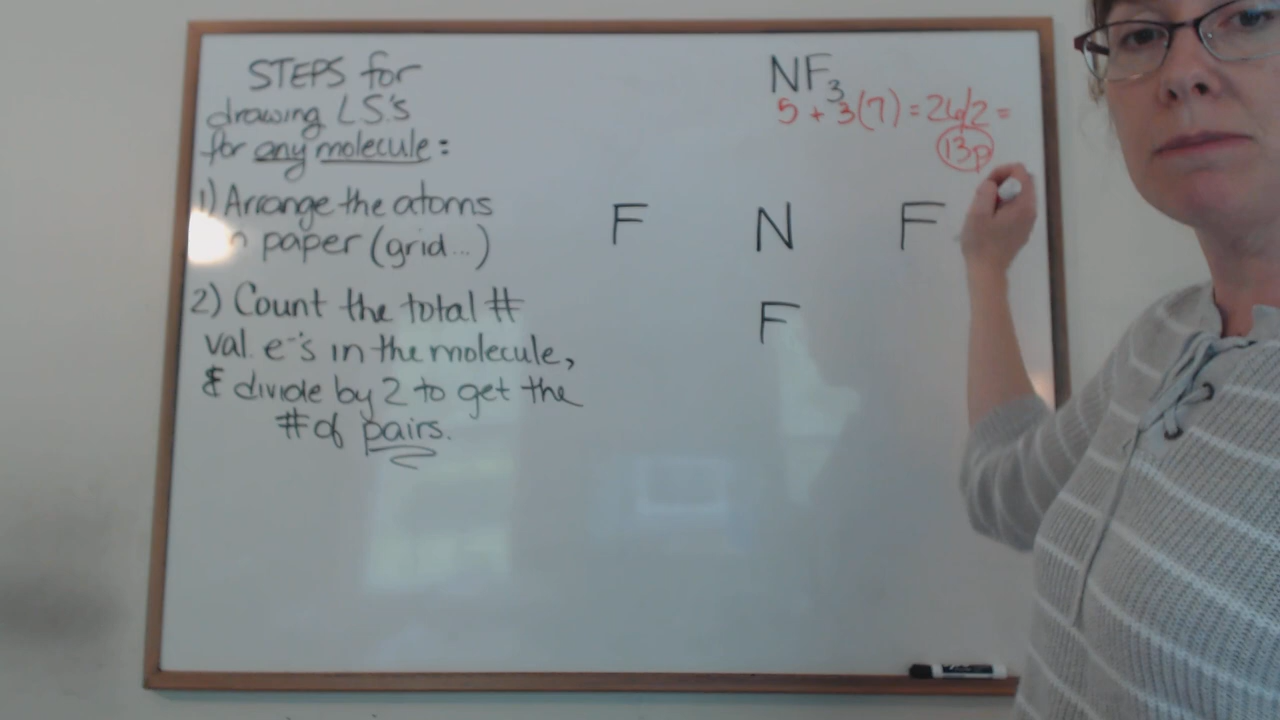 STEPS for
drawing L.S.'s
for any molecule:
1) Arrange the atoms
paper (grid...)
2) Count the total #
val. e⁻'s in the molecule,
& divide by 2 to get the
# of pairs.
NF₃
5 + 3(7) = 26/2 =
13p
F N F
F